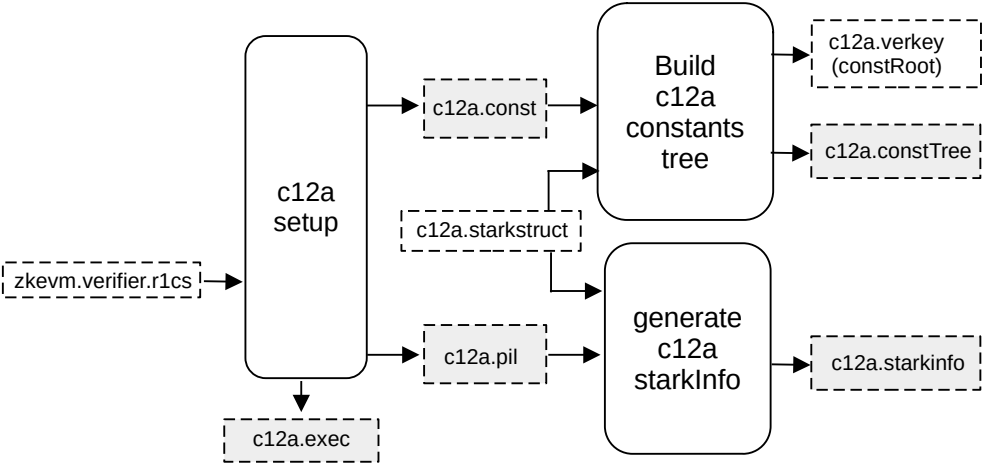 zkevm.verifier.r1cs
c12a
setup
c12a.exec
c12a.const
c12a.starkstruct
c12a.pil
Build
c12a
constants
tree
generate
c12a
starkInfo
c12a.verkey
(constRoot)
c12a.constTree
c12a.starkinfo